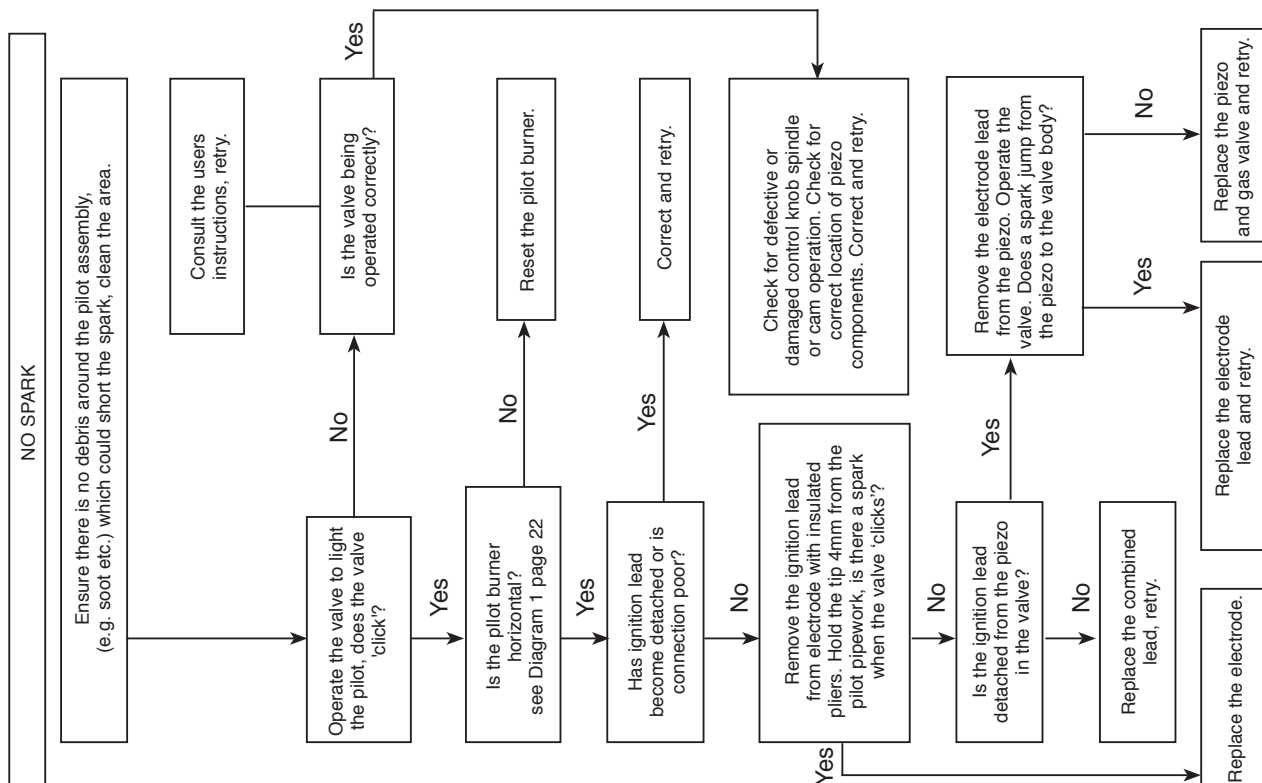 NO SPARK
Ensure there is no debris around the pilot assembly,
(e.g. soot etc.) which could short the spark, clean the area.
Consult the users
instructions, retry.
Operate the valve to light
the pilot, does the valve
'click'?
No
Is the valve being
operated correctly?
Yes
Yes
Is the pilot burner
horizontal?
see Diagram 1 page 22
No
Reset the pilot burner.
Yes
Has ignition lead
become detached or is
connection poor?
Yes
Correct and retry.
No
Remove the ignition lead
from electrode with insulated
pliers. Hold the tip 4mm from the
pilot pipework, is there a spark
when the valve 'clicks'?
Check for defective or
damaged control knob spindle
or cam operation. Check for
correct location of piezo
components. Correct and retry.
Yes
No
Is the ignition lead
detached from the piezo
in the valve?
Yes
Remove the electrode lead
from the piezo. Operate the
valve. Does a spark jump from
the piezo to the valve body?
No
Replace the combined
lead, retry.
Yes
No
Replace the electrode.
Replace the electrode
lead and retry.
Replace the piezo
and gas valve and retry.